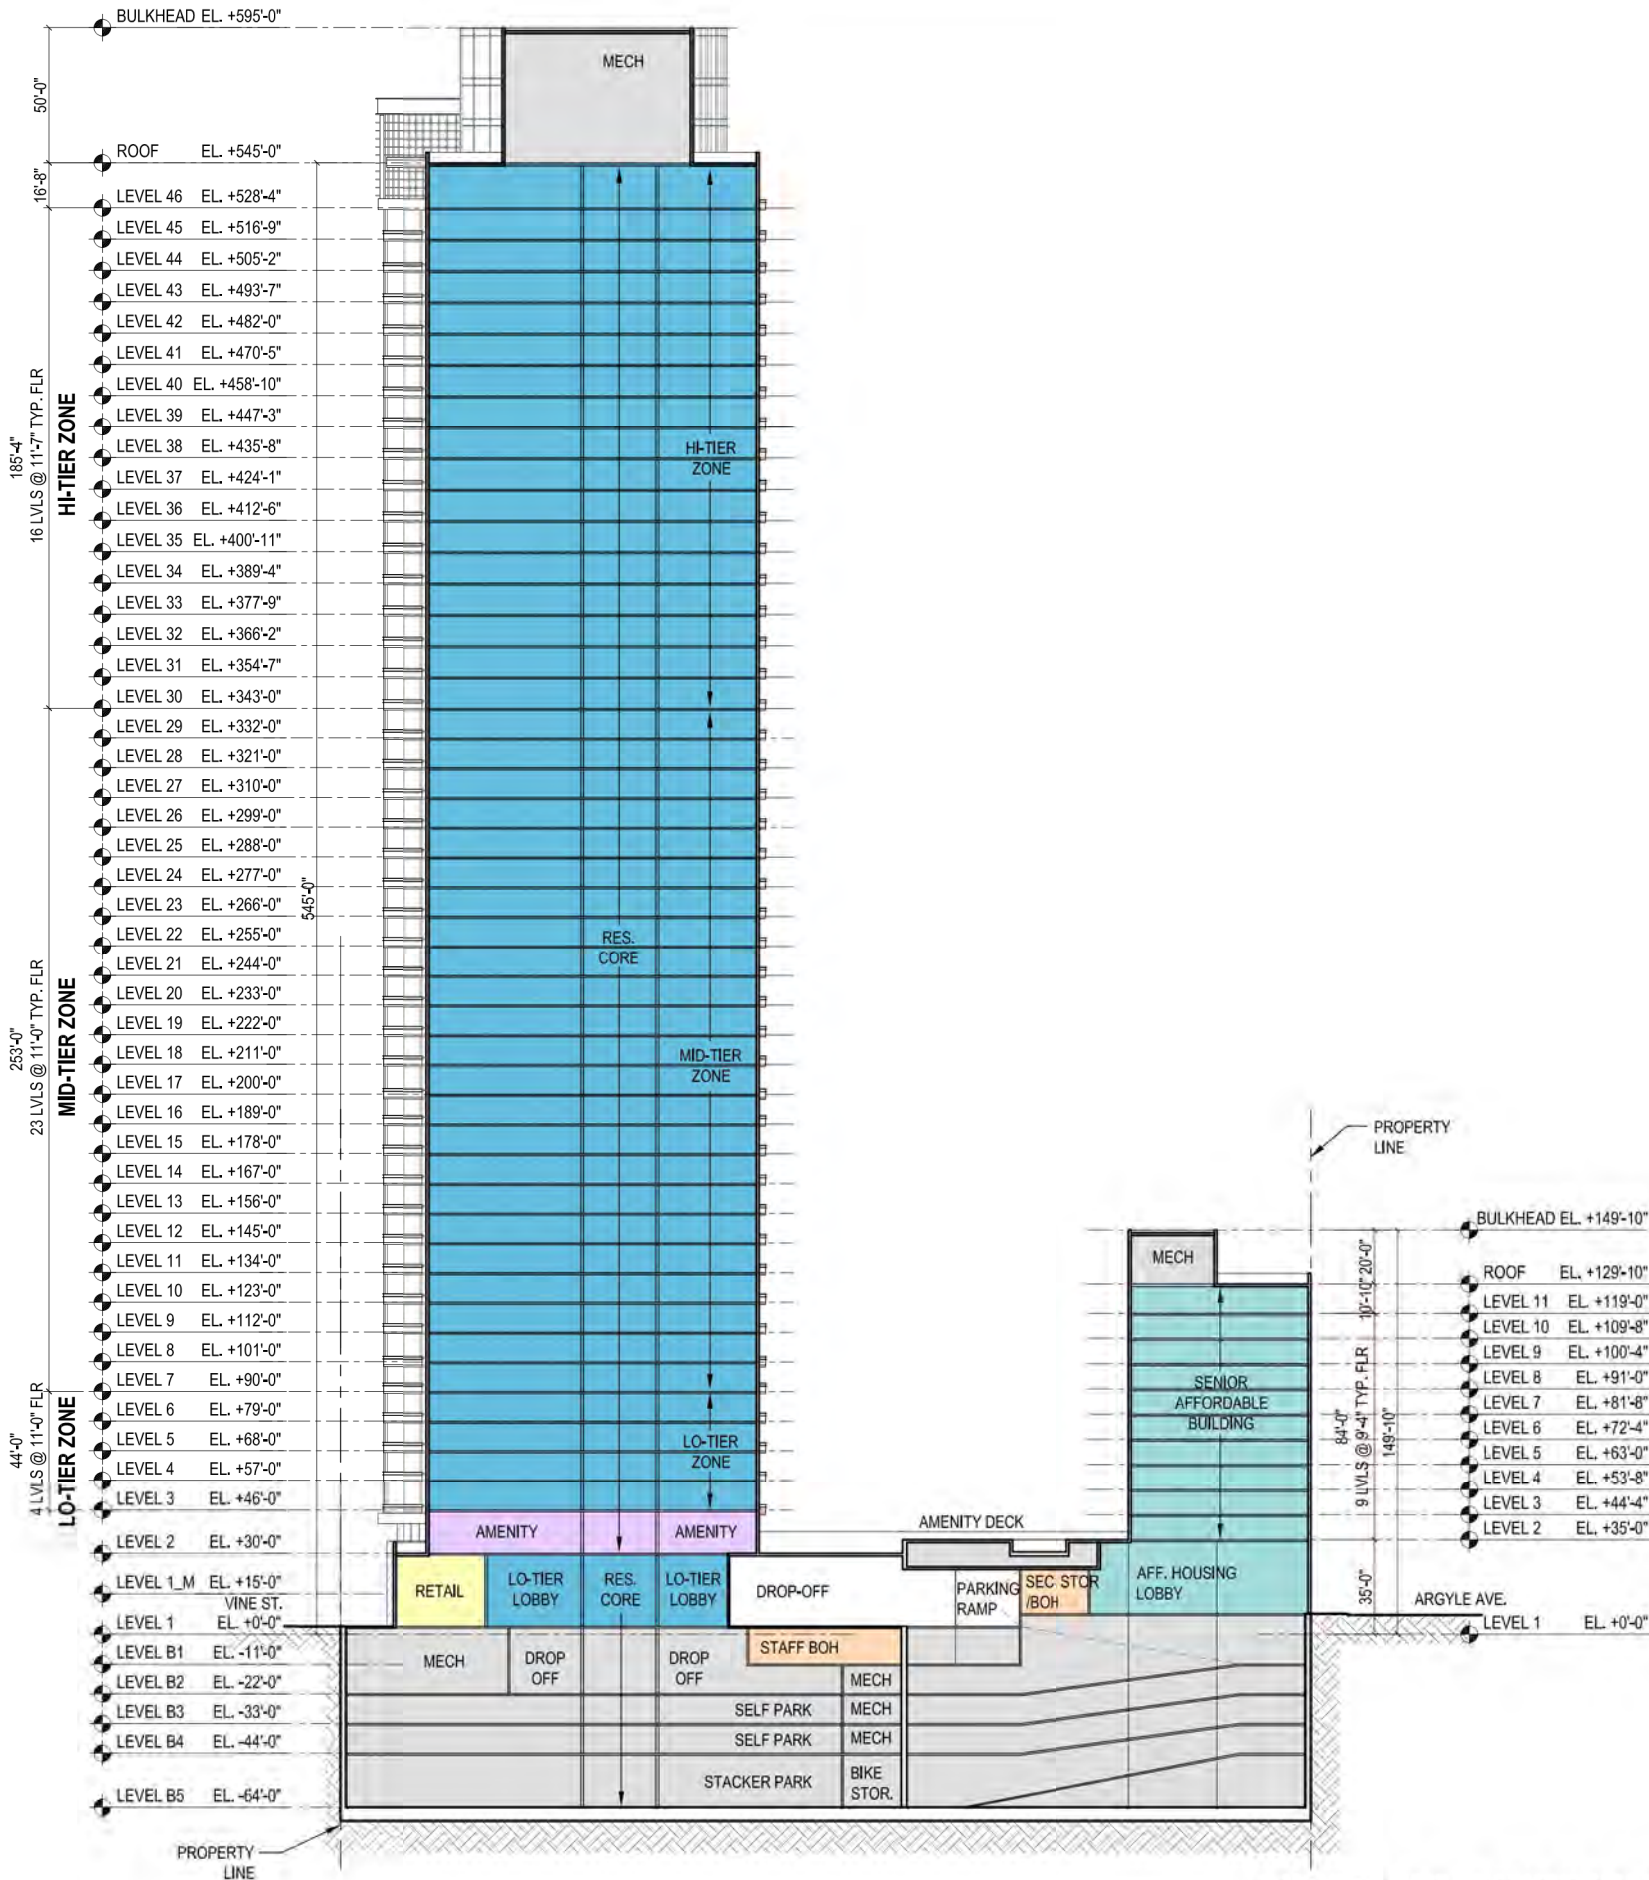 BULKHEAD EL. +595'-0"
ROOF EL. +545'-0"
LEVEL 46 EL. +528'-4"
LEVEL 45 EL. +516'-9"
LEVEL 44 EL. +505'-2"
LEVEL 43 EL. +493'-7"
LEVEL 42 EL. +482'-0"
LEVEL 41 EL. +470'-5"
LEVEL 40 EL. +458'-10"
LEVEL 39 EL. +447'-3"
LEVEL 38 EL. +435'-8"
LEVEL 37 EL. +424'-1"
LEVEL 36 EL. +412'-6"
LEVEL 35 EL. +400'-11"
LEVEL 34 EL. +389'-4"
LEVEL 33 EL. +377'-9"
LEVEL 32 EL. +366'-2"
LEVEL 31 EL. +354'-7"
LEVEL 30 EL. +343'-0"
LEVEL 29 EL. +332'-0"
LEVEL 28 EL. +321'-0"
LEVEL 27 EL. +310'-0"
LEVEL 26 EL. +299'-0"
LEVEL 25 EL. +288'-0"
LEVEL 24 EL. +277'-0"
LEVEL 23 EL. +266'-0"
LEVEL 22 EL. +255'-0"
LEVEL 21 EL. +244'-0"
LEVEL 20 EL. +233'-0"
LEVEL 19 EL. +222'-0"
LEVEL 18 EL. +211'-0"
LEVEL 17 EL. +200'-0"
LEVEL 16 EL. +189'-0"
LEVEL 15 EL. +178'-0"
LEVEL 14 EL. +167'-0"
LEVEL 13 EL. +156'-0"
LEVEL 12 EL. +145'-0"
LEVEL 11 EL. +134'-0"
LEVEL 10 EL. +123'-0"
LEVEL 9 EL. +112'-0"
LEVEL 8 EL. +101'-0"
LEVEL 7 EL. +90'-0"
LEVEL 6 EL. +79'-0"
LEVEL 5 EL. +68'-0"
LEVEL 4 EL. +57'-0"
LEVEL 3 EL. +46'-0"
LEVEL 2 EL. +30'-0"
LEVEL 1_M EL. +15'-0"
VINE ST.
LEVEL 1 EL. +0'-0"
LEVEL B1 EL. -11'-0"
LEVEL B2 EL. -22'-0"
LEVEL B3 EL. -33'-0"
LEVEL B4 EL. -44'-0"
LEVEL B5 EL. -64'-0"
PROPERTY
LINE
50'-0"
16'-8"
185'-4"
16 LVLS @ 11'-7" TYP. FLR
HI-TIER ZONE
253'-0"
23 LVLS @ 11'-0" TYP. FLR
MID-TIER ZONE
44'-0"
4 LVLS @ 11'-0" FLR
LO-TIER ZONE
545'-0"
MECH
HI-TIER
ZONE
RES.
CORE
MID-TIER
ZONE
LO-TIER
ZONE
AMENITY
AMENITY
RETAIL
LO-TIER
LOBBY
RES.
CORE
LO-TIER
LOBBY
DROP-OFF
AMENITY DECK
PARKING
RAMP
SEC STOR
/BOH
AFF. HOUSING
LOBBY
MECH
DROP
OFF
DROP
OFF
STAFF BOH
MECH
SELF PARK
MECH
SELF PARK
MECH
STACKER PARK
BIKE
STOR.
MECH
SENIOR
AFFORDABLE
BUILDING
PROPERTY
LINE
20'-0"
10'-10"
84'-0"
9 LVLS @ 9'-4" TYP. FLR
149'-10"
35'-0"
BULKHEAD EL. +149'-10"
ROOF EL. +129'-10"
LEVEL 11 EL. +119'-0"
LEVEL 10 EL. +109'-8"
LEVEL 9 EL. +100'-4"
LEVEL 8 EL. +91'-0"
LEVEL 7 EL. +81'-8"
LEVEL 6 EL. +72'-4"
LEVEL 5 EL. +63'-0"
LEVEL 4 EL. +53'-8"
LEVEL 3 EL. +44'-4"
LEVEL 2 EL. +35'-0"
ARGYLE AVE.
LEVEL 1 EL. +0'-0"